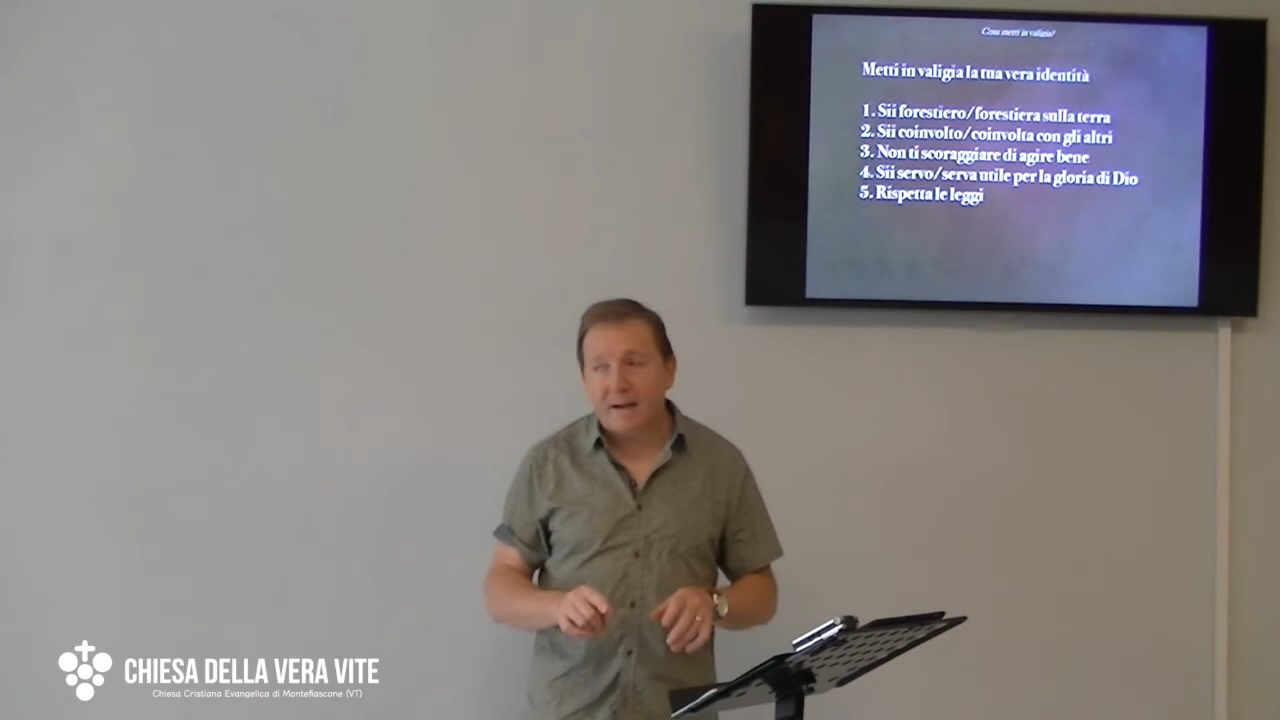 Cosa metti in valigia?
Metti in valigia la tua vera identità
1. Sii forestiero/forestiera sulla terra
2. Sii coinvolto/coinvolta con gli altri
3. Non ti scoraggiare di agire bene
4. Sii servo/serva utile per la gloria di Dio
5. Rispetta le leggi
CHIESA DELLA VERA VITE
Chiesa Cristiana Evangelica di Montefiascone (VT)